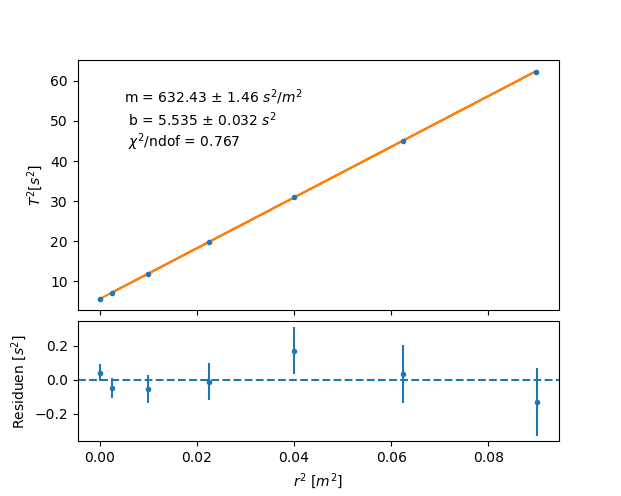 60
50
40
30
20
10
T²[s²]
m = 632.43 ± 1.46 s²/m²
b = 5.535 ± 0.032 s²
χ²/ndof = 0.767
0.2
0.0
−0.2
Residuen [s²]
0.00 0.02 0.04 0.06 0.08
r² [m²]